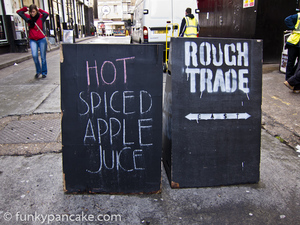 HOT
SPICED
APPLE
JUICE
ROUGH
TRADE
© funkypancake.com